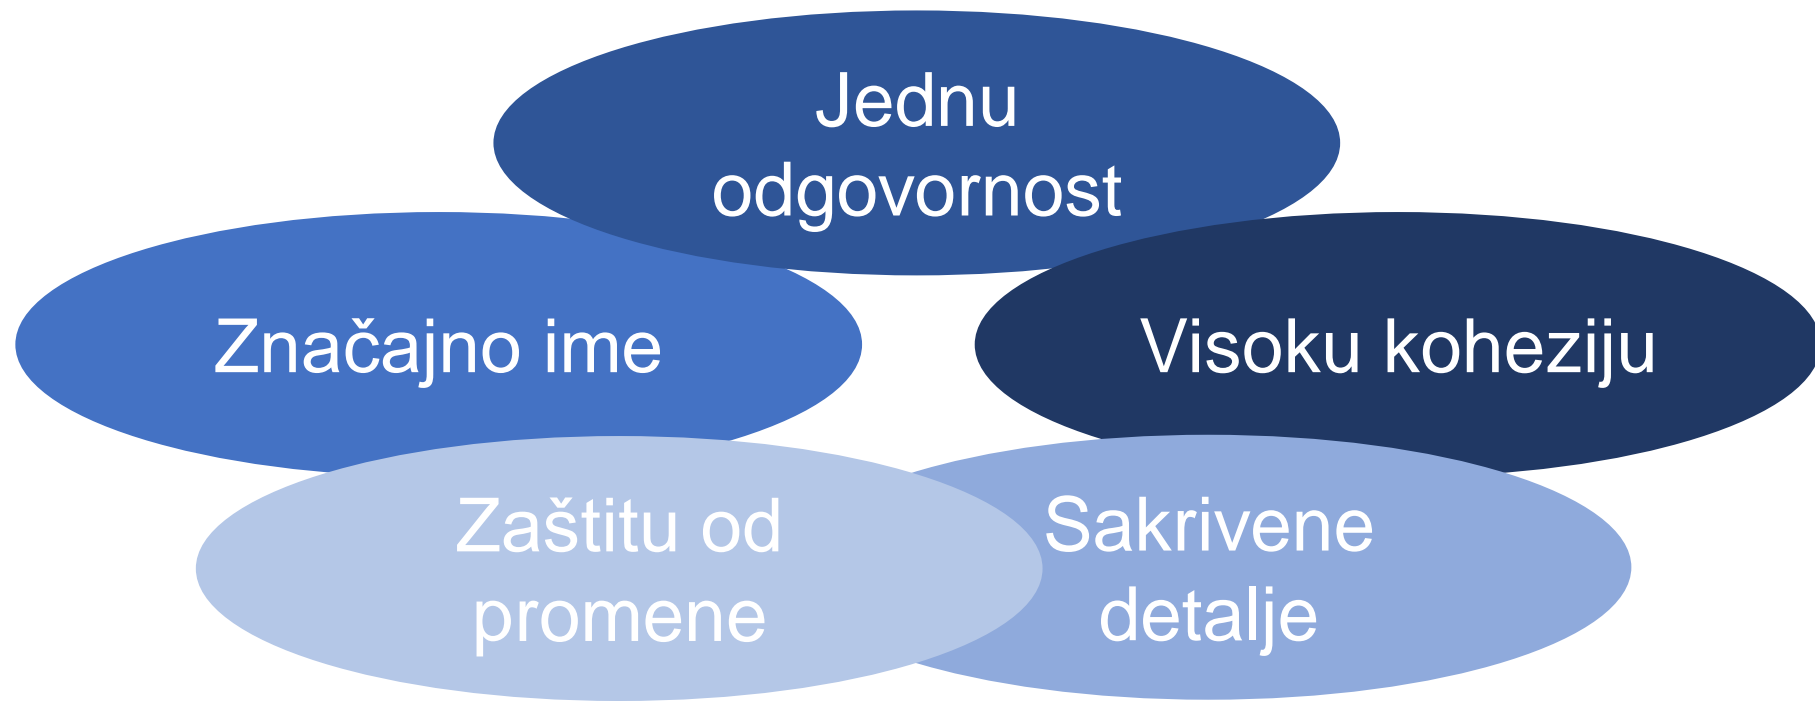 Jednu
odgovornost
Značajno ime
Visoku koheziju
Zaštitu od
promene
Sakrivene
detalje